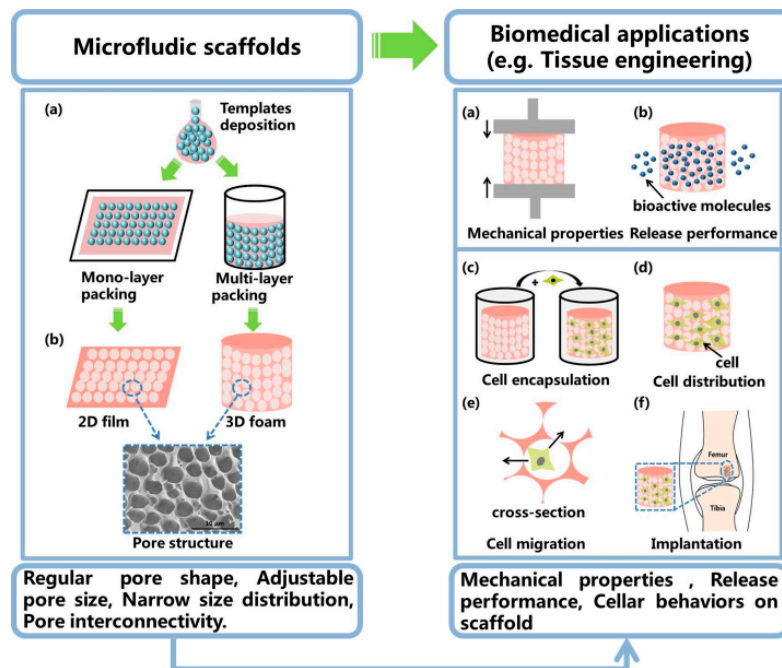 Microfludic scaffolds
Biomedical applications
(e.g. Tissue engineering)
(a)
Templates
deposition
Mono-layer
packing
Multi-layer
packing
(b)
2D film
3D foam
10 μm
Pore structure
Regular pore shape, Adjustable
pore size, Narrow size distribution,
Pore interconnectivity.
(a)
Mechanical properties
(b)
bioactive molecules
Release performance
(c)
+
Cell encapsulation
(d)
cell
Cell distribution
(e)
cross-section
Cell migration
(f)
Femur
Tibia
Implantation
Mechanical properties , Release
performance, Cellar behaviors on
scaffold